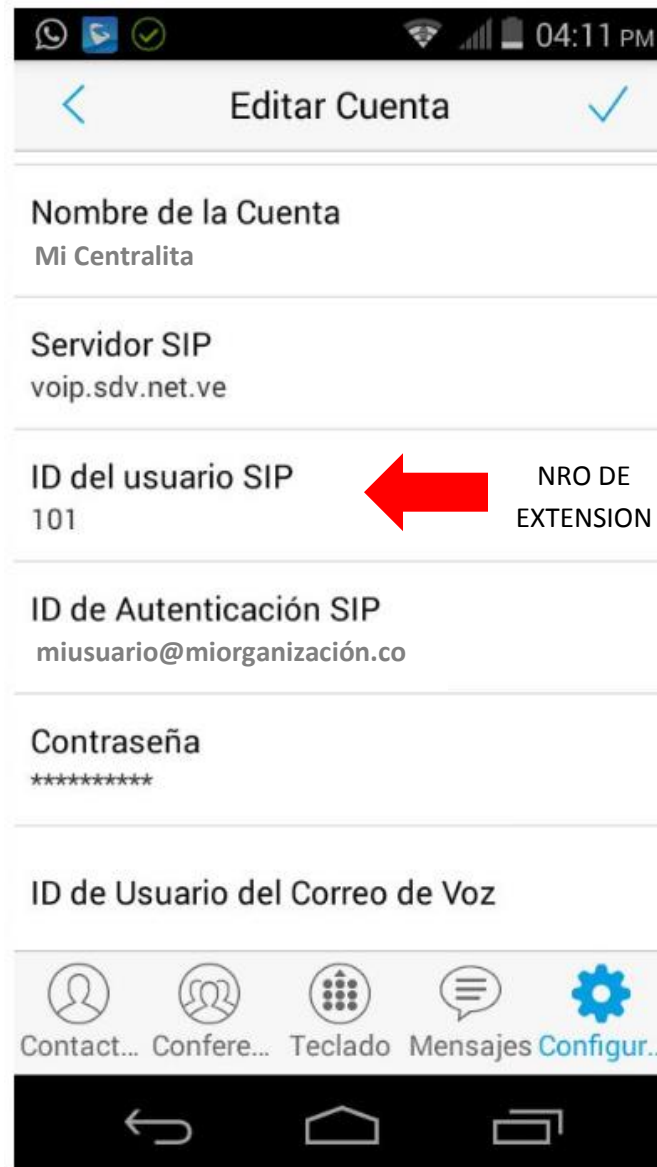 04:11 PM
Editar Cuenta
Nombre de la Cuenta
Mi Centralita
Servidor SIP
voip.sdv.net.ve
ID del usuario SIP
101
NRO DE
EXTENSION
ID de Autenticación SIP
miusuario@miorganización.co
Contraseña
**********
ID de Usuario del Correo de Voz
Contact... Confere... Teclado Mensajes Configur..